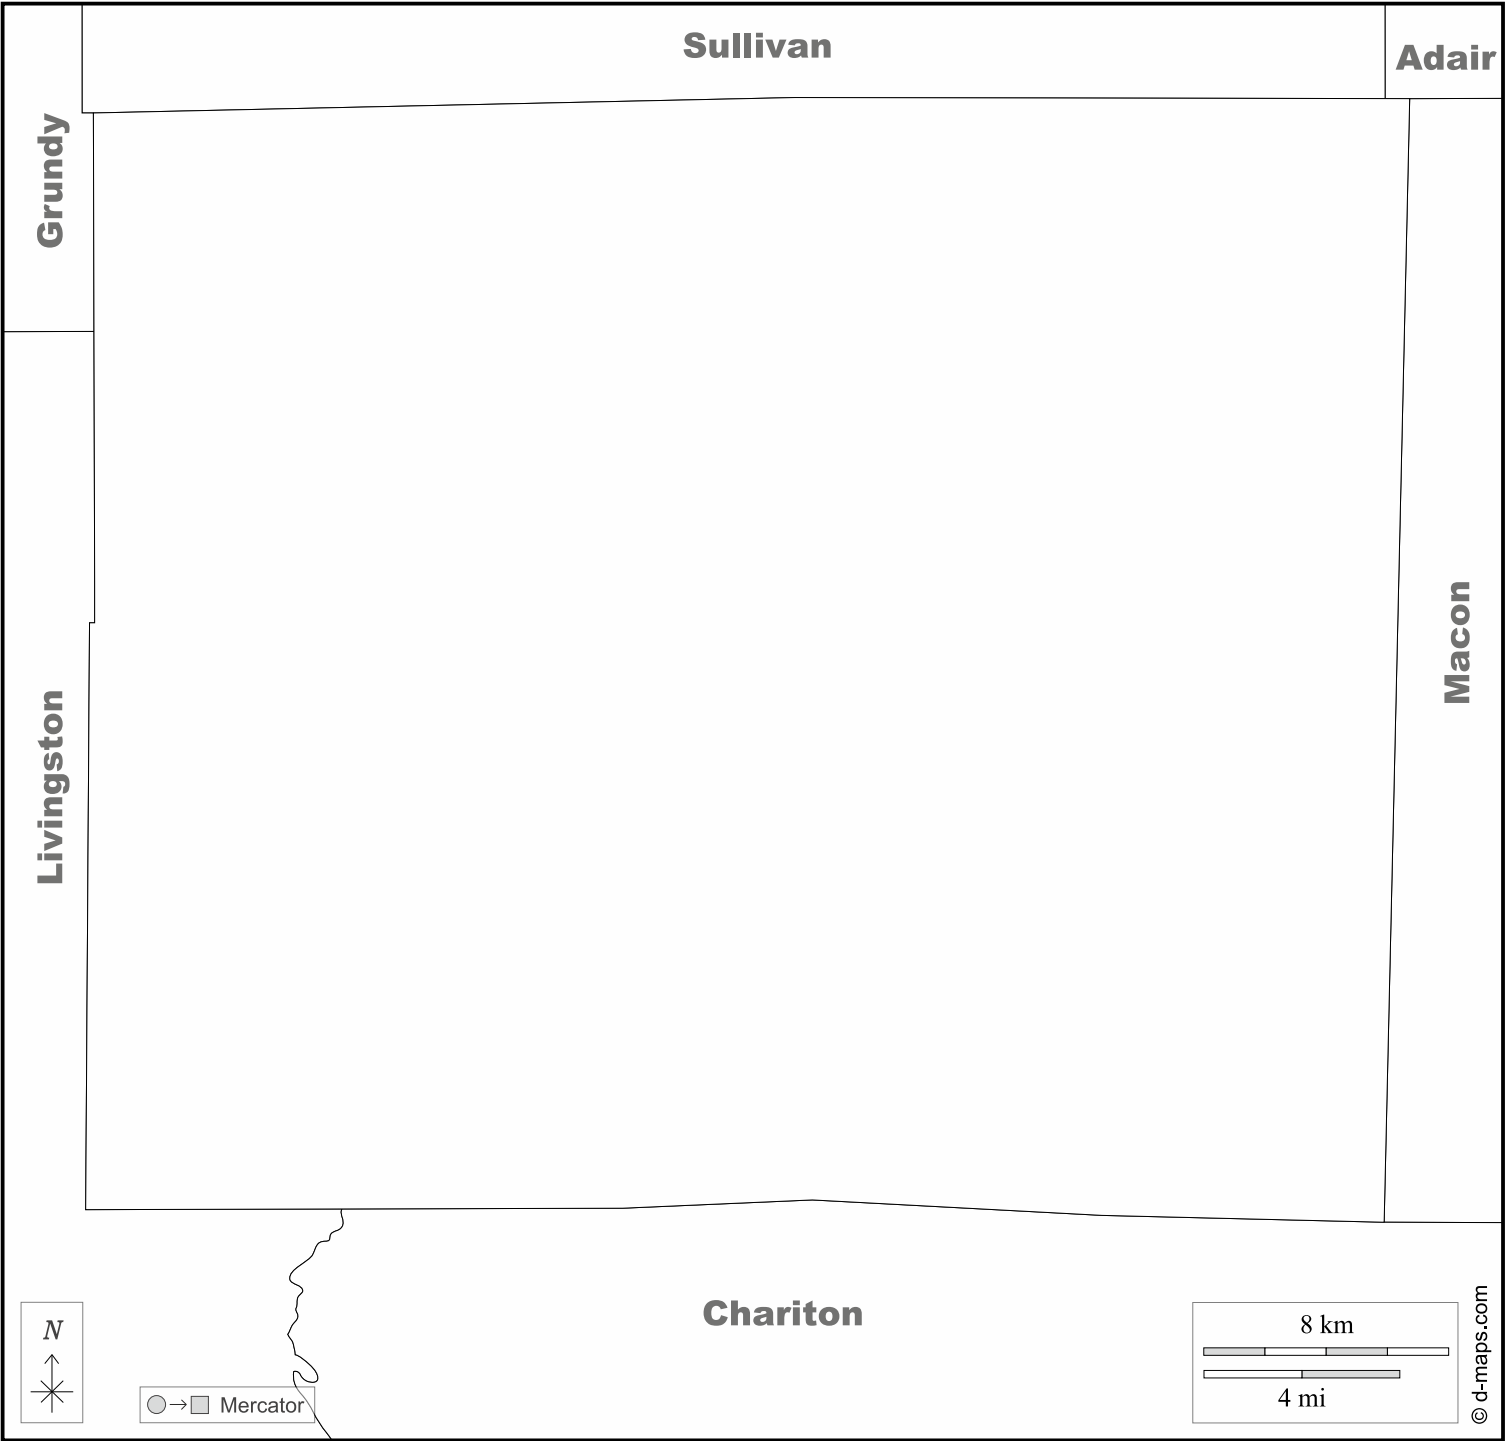 Sullivan
Adair
Grundy
Livingston
Macon
Chariton
N
Mercator
8 km
4 mi
© d-maps.com